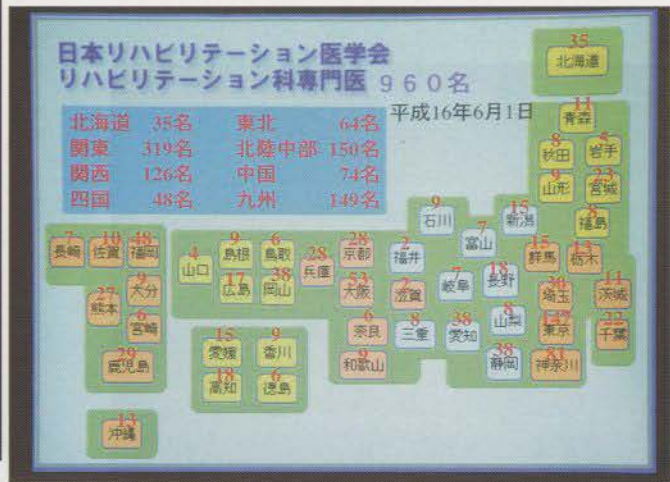 日本リハビリテーション医学会
リハビリテーション科専門医 960名
平成16年6月1日
北海道 35名 東北 64名
関東 319名 北陸中部 150名
関西 126名 中国 74名
四国 48名 九州 149名
35
北海道
11
青森
8
秋田
岩手
9
山形
23
宮城
8
福島
9
石川
15
新潟
7
富山
2
福井
7
岐阜
18
長野
15
群馬
13
栃木
8
山梨
30
埼玉
11
茨城
東京
22
千葉
8
三重
38
愛知
38
静岡
81
神奈川
28
京都
28
兵庫
53
大阪
2
滋賀
6
奈良
9
和歌山
4
山口
9
島根
6
鳥取
17
広島
38
岡山
15
愛媛
9
香川
18
高知
6
徳島
7
長崎
10
佐賀
48
福岡
27
熊本
9
大分
6
宮崎
29
鹿児島
13
沖縄